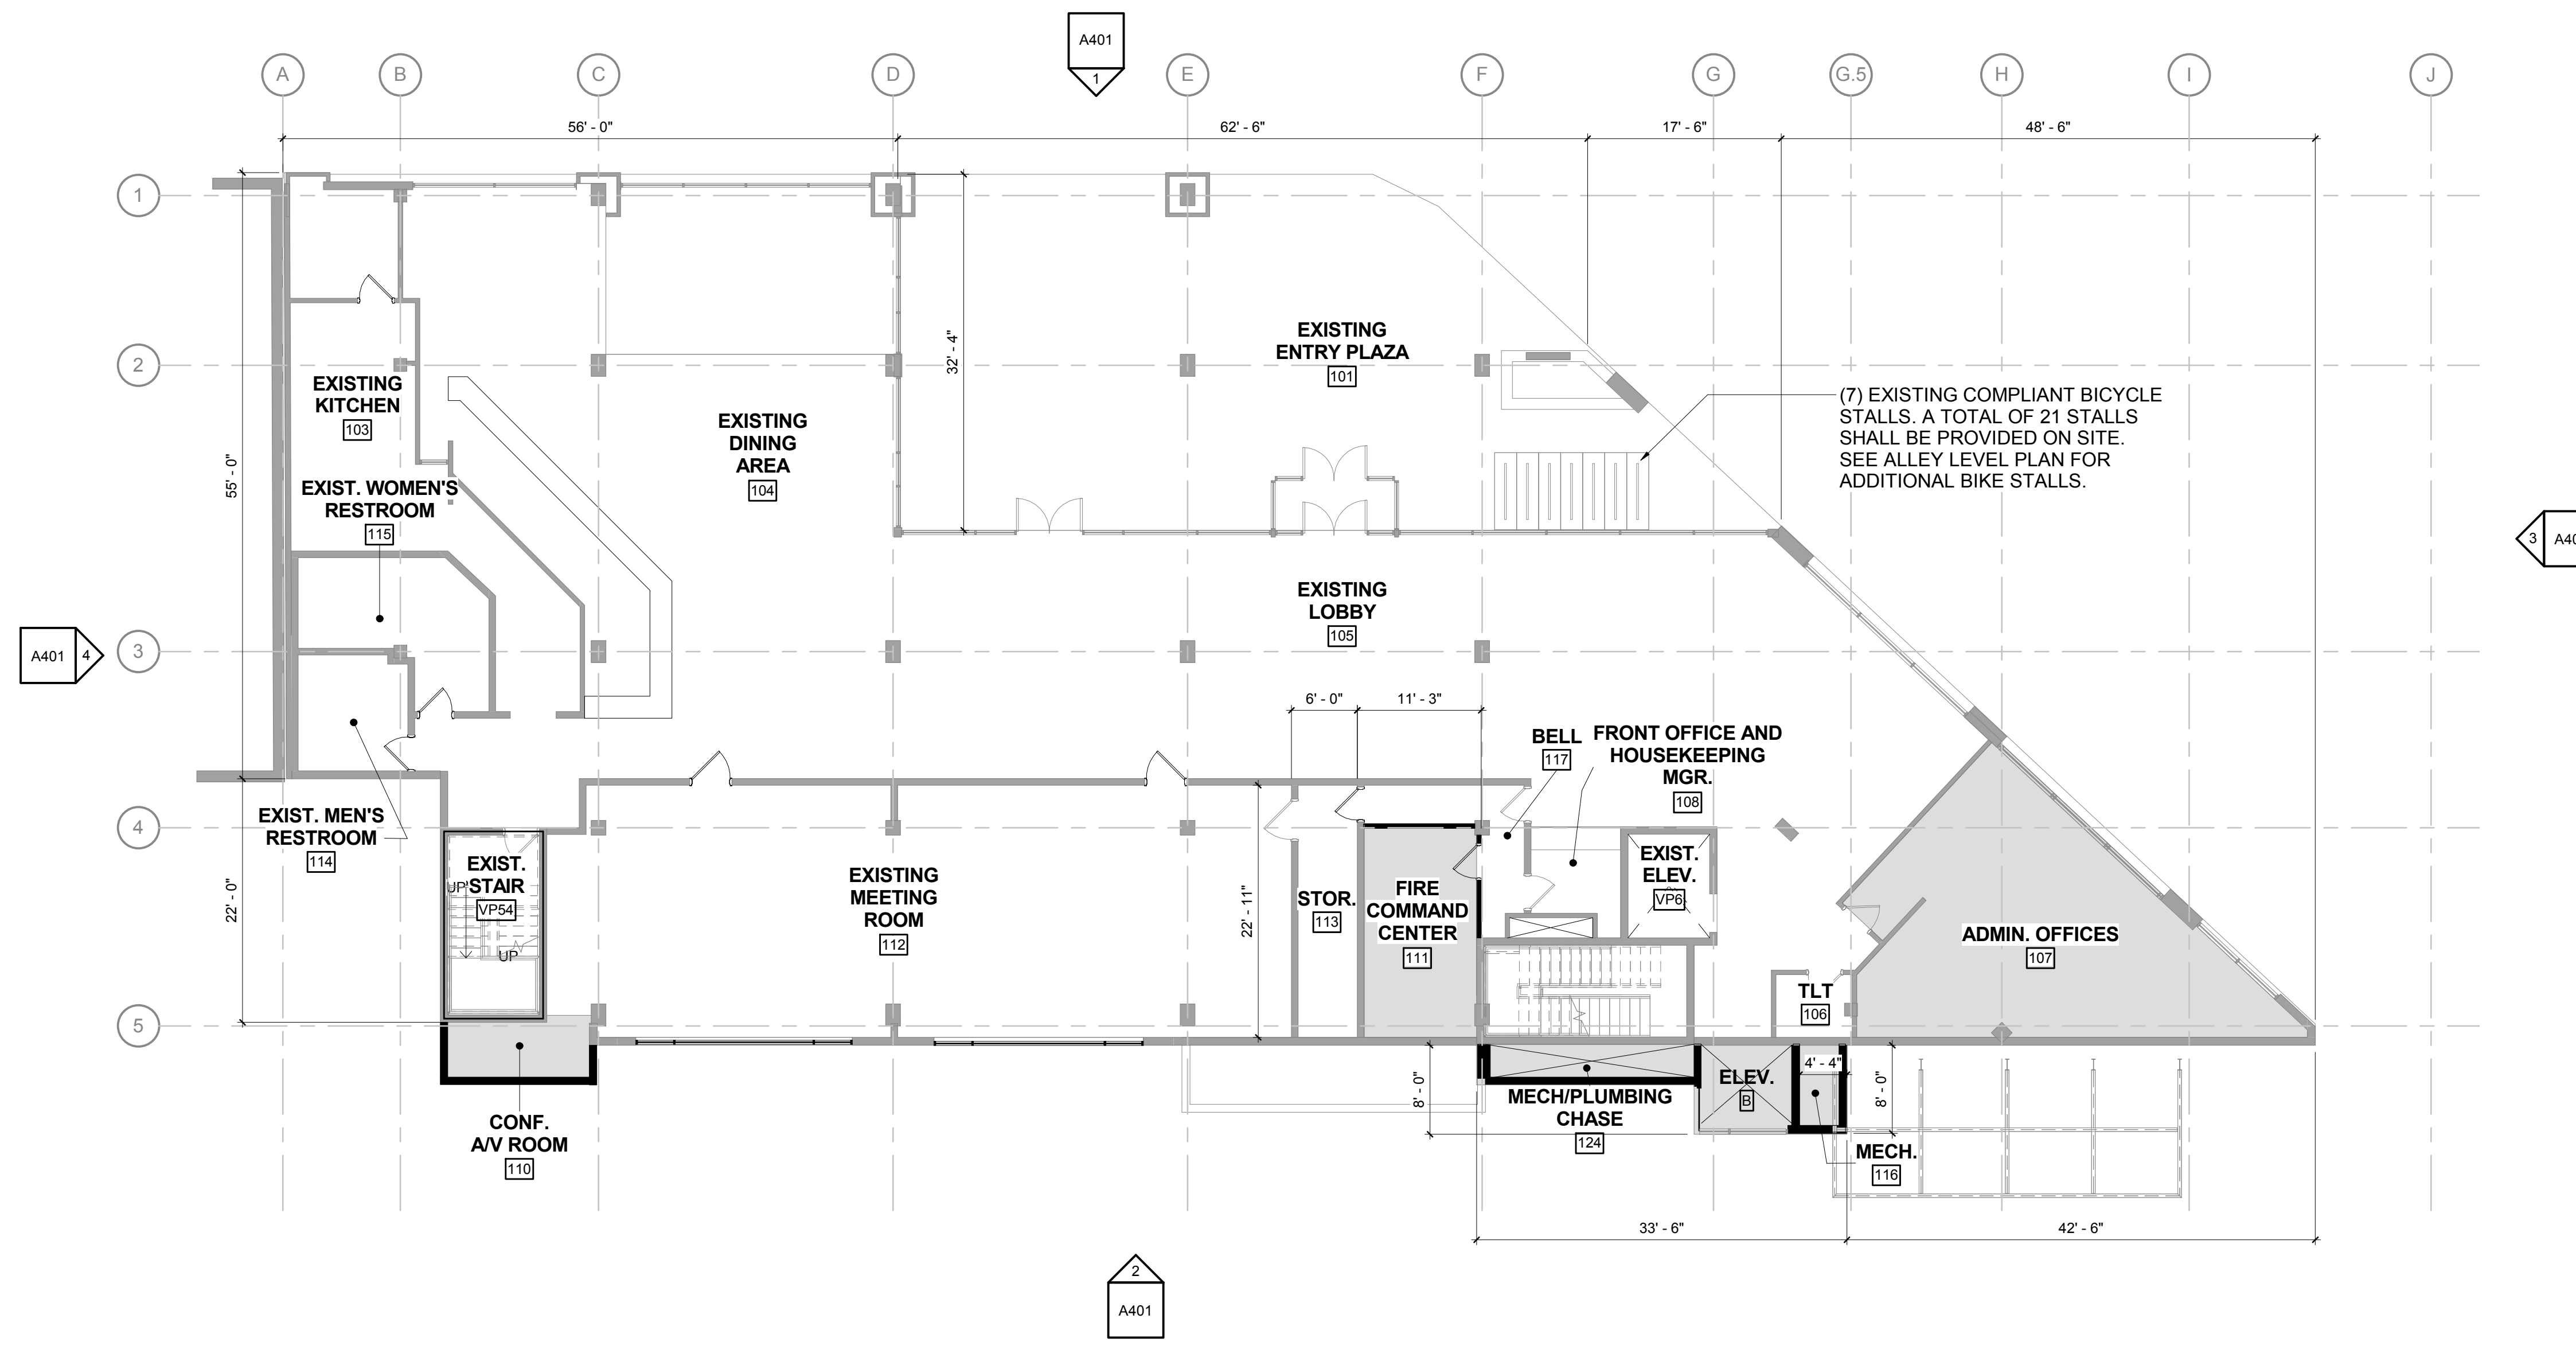 A401
1
A
B
C
D
E
F
G
G.5
H
I
J
56' - 0"
62' - 6"
17' - 6"
48' - 6"
1
2
3
4
5
55' - 0"
22' - 0"
32' - 4"
EXISTING
ENTRY PLAZA
101
EXISTING
KITCHEN
103
EXISTING
DINING
AREA
104
(7) EXISTING COMPLIANT BICYCLE
STALLS. A TOTAL OF 21 STALLS
SHALL BE PROVIDED ON SITE.
SEE ALLEY LEVEL PLAN FOR
ADDITIONAL BIKE STALLS.
EXIST. WOMEN'S
RESTROOM
115
3
EXISTING
LOBBY
105
A401
4
6' - 0"
11' - 3"
BELL
117
FRONT OFFICE AND
HOUSEKEEPING
MGR.
108
EXIST. MEN'S
RESTROOM
114
EXIST.
STAIR
VP54
UP
UP
EXISTING
MEETING
ROOM
112
22' - 11"
STOR.
113
FIRE
COMMAND
CENTER
111
EXIST.
ELEV.
VP6
ADMIN. OFFICES
107
TLT
106
4' - 4"
8' - 0"
8' - 0"
ELEV.
B
MECH/PLUMBING
CHASE
124
MECH.
116
CONF.
A/V ROOM
110
33' - 6"
42' - 6"
2
A401